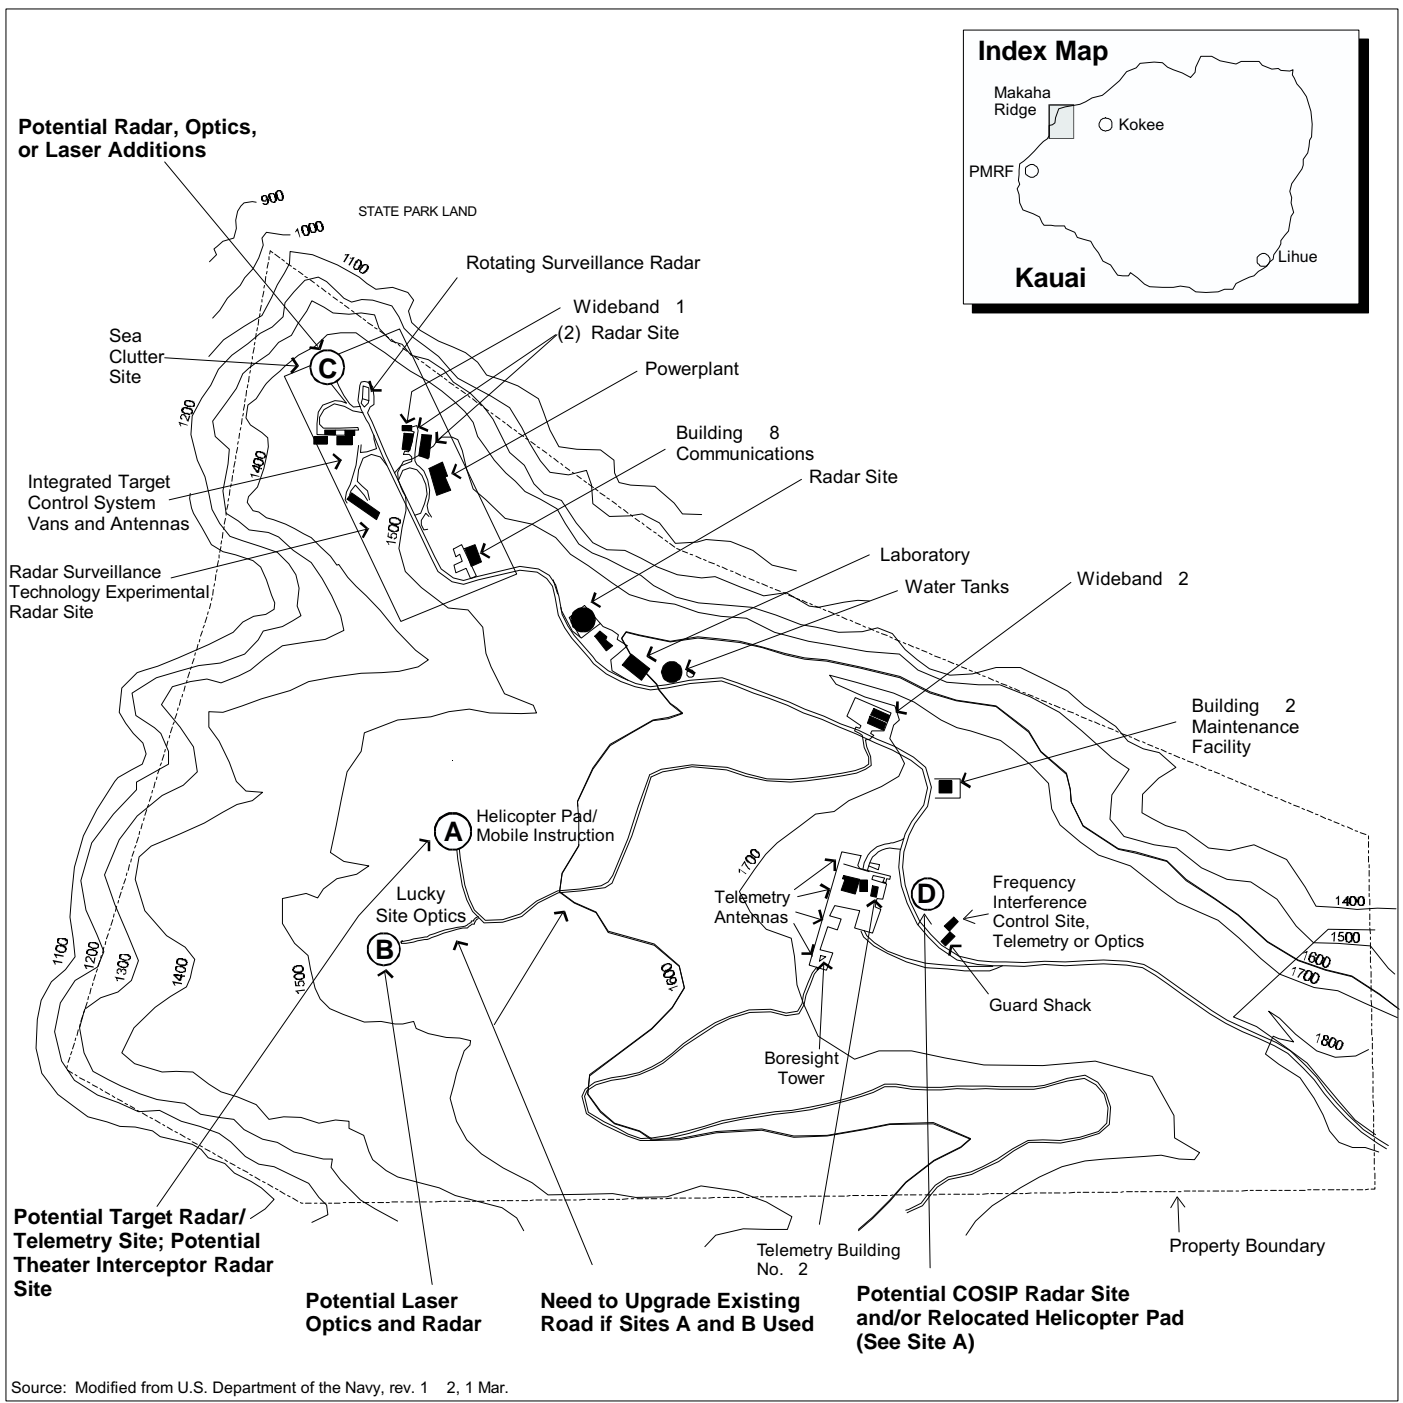 Index Map
Makaha
Ridge
Kokee
PMRF
Lihue
Kauai
Potential Radar, Optics,
or Laser Additions
900
STATE PARK LAND
1000
1100
Rotating Surveillance Radar
Wideband 1
(2) Radar Site
Sea
Clutter
Site
C
Powerplant
1200
Building 8
Communications
1400
Radar Site
Integrated Target
Control System
Vans and Antennas
1500
Laboratory
Radar Surveillance
Technology Experimental
Radar Site
Water Tanks
Wideband 2
Building 2
Maintenance
Facility
A
Helicopter Pad/
Mobile Instruction
1700
Lucky
Site Optics
B
Telemetry
Antennas
D
Frequency
Interference
Control Site,
Telemetry or Optics
1400
1500
1600
1700
1800
1100
1200
1300
1400
1500
1600
Guard Shack
Boresight
Tower
Potential Target Radar/
Telemetry Site; Potential
Theater Interceptor Radar
Site
Telemetry Building
No. 2
Property Boundary
Potential Laser
Optics and Radar
Need to Upgrade Existing
Road if Sites A and B Used
Potential COSIP Radar Site
and/or Relocated Helicopter Pad
(See Site A)
Source: Modified from U.S. Department of the Navy, rev. 1 2, 1 Mar.